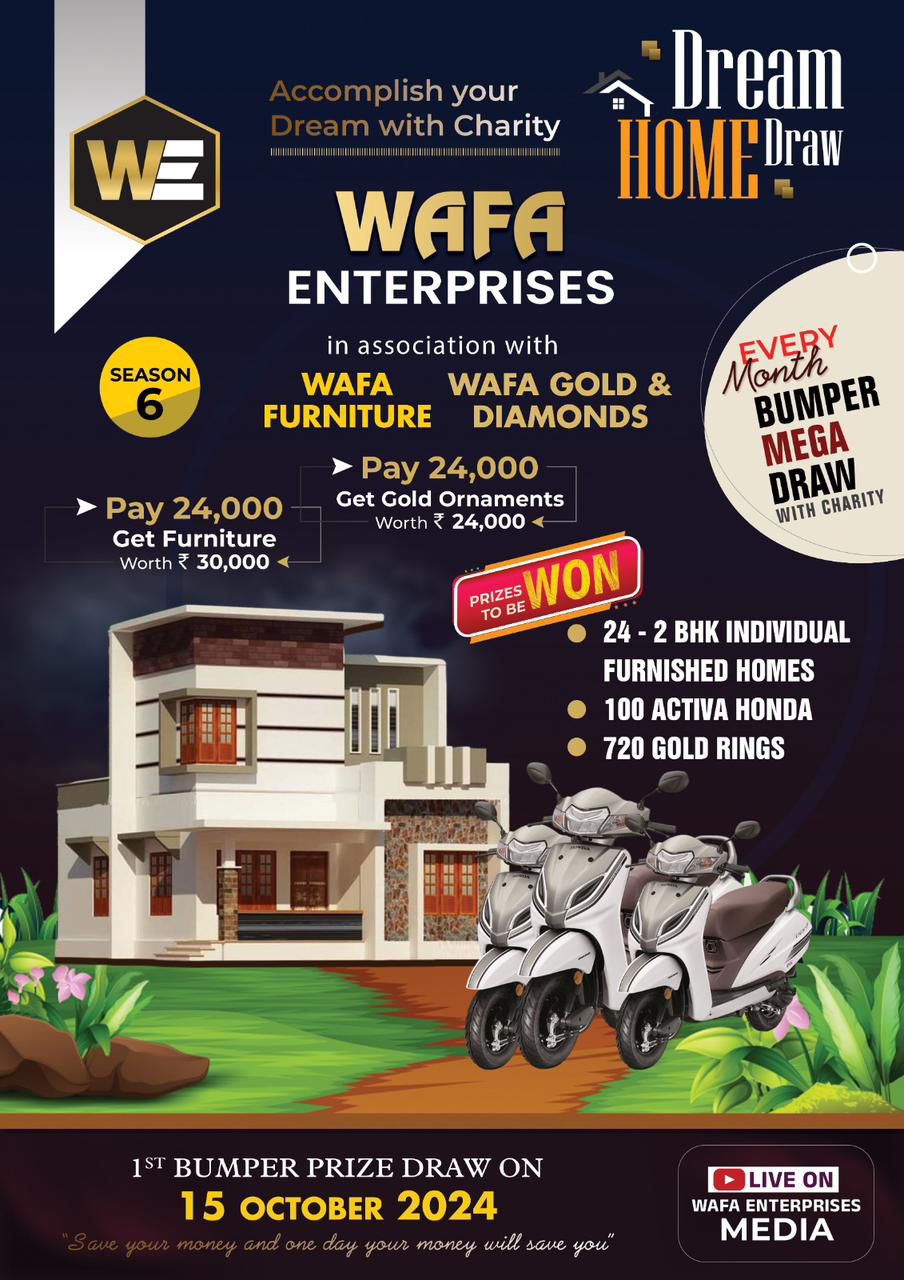 WE
Accomplish your
Dream with Charity
Dream
HOME Draw
WAFA
ENTERPRISES
in association with
WAFA
FURNITURE
WAFA GOLD &
DIAMONDS
SEASON
6
EVERY
Month
BUMPER
MEGA
DRAW
WITH CHARITY
Pay 24,000
Get Gold Ornaments
Worth ₹ 24,000
Pay 24,000
Get Furniture
Worth ₹ 30,000
PRIZES
TO BE WON
24 - 2 BHK INDIVIDUAL
FURNISHED HOMES
100 ACTIVA HONDA
720 GOLD RINGS
1ST BUMPER PRIZE DRAW ON
15 OCTOBER 2024
"Save your money and one day your money will save you"
LIVE ON
WAFA ENTERPRISES
MEDIA